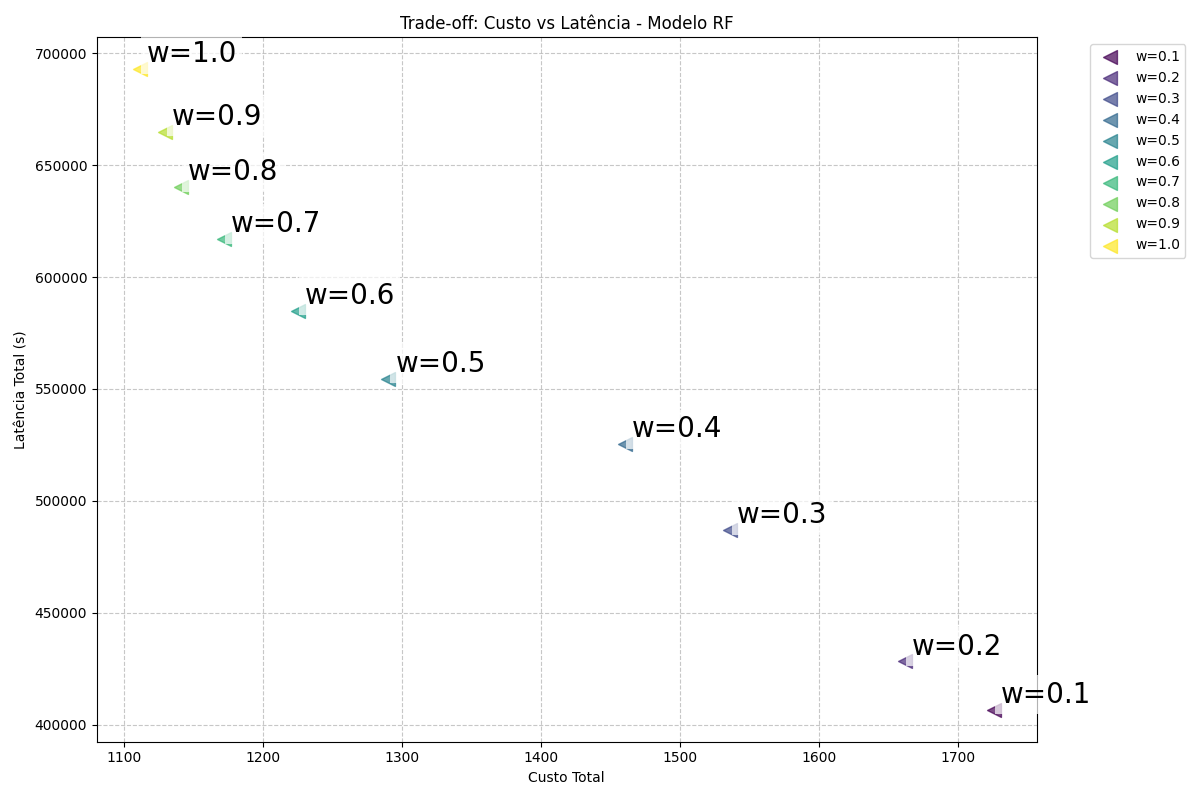 Trade-off: Custo vs Latência - Modelo RF
Latência Total (s)
700000
650000
600000
550000
500000
450000
400000
w=1.0
w=0.9
w=0.8
w=0.7
w=0.6
w=0.5
w=0.4
w=0.3
w=0.2
w=0.1
1100 1200 1300 1400 1500 1600 1700
Custo Total
w=0.1
w=0.2
w=0.3
w=0.4
w=0.5
w=0.6
w=0.7
w=0.8
w=0.9
w=1.0